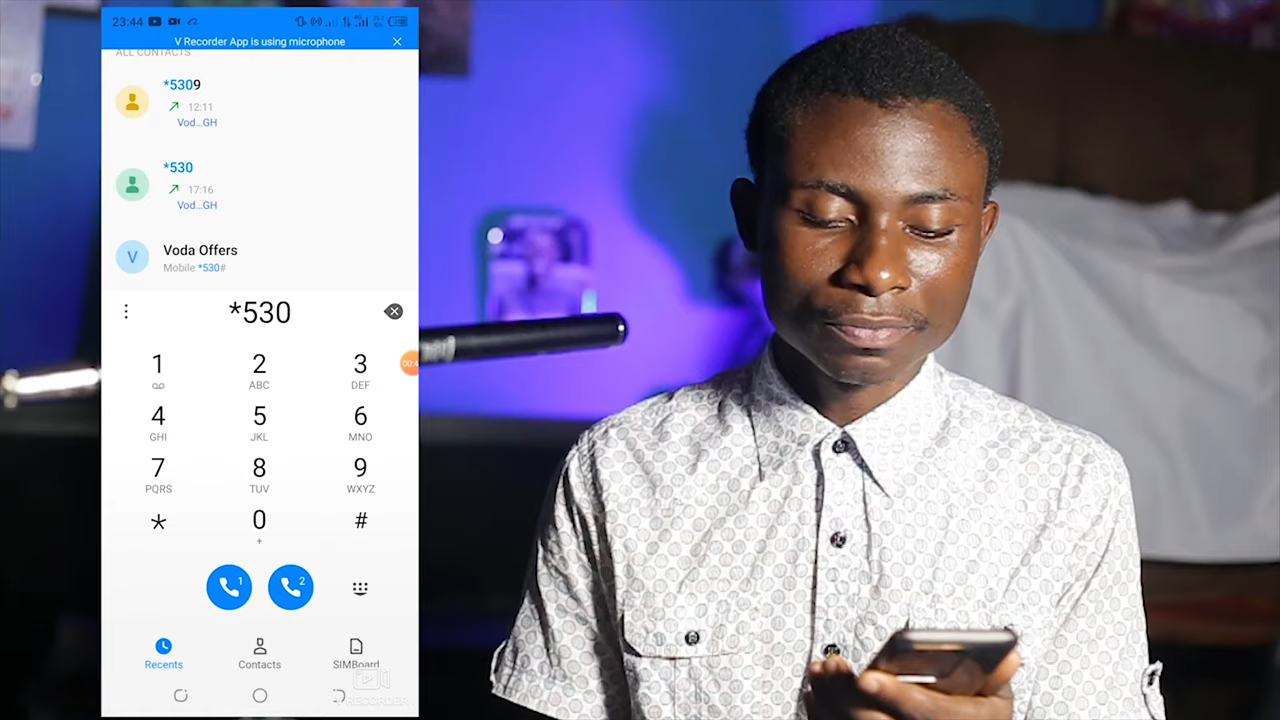 23:44
V Recorder App is using microphone
ALL CONTACTS
*5309
12:11
Vod...GH
*530
17:16
Vod...GH
V
Voda Offers
Mobile *530#
*530
1
2
ABC
3
DEF
4
GHI
5
JKL
6
MNO
7
PQRS
8
TUV
9
WXYZ
*
0
+
#
1
2
Recents
Contacts
SIMBoard